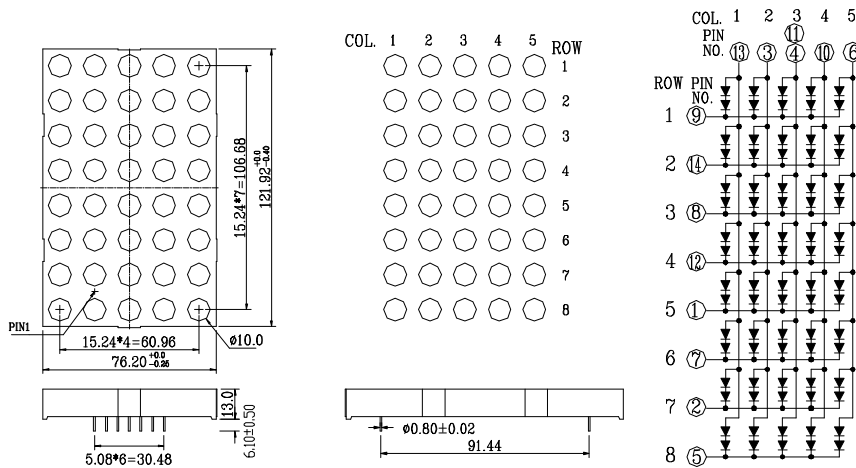 15.24*7=106.68
121.92 +0.0 -0.40
PIN1
15.24*4=60.96
ø10.0
76.20 +0.0 -0.25
13.0
6.10±0.50
5.08*6=30.48
COL. 1 2 3 4 5 ROW
1
2
3
4
5
6
7
8
ø0.80±0.02
91.44
COL. 1 2 3 4 5
PIN 11
NO. 13 3 4 10 6
ROW PIN
NO.
1 9
2 14
3 8
4 12
5 1
6 7
7 2
8 5